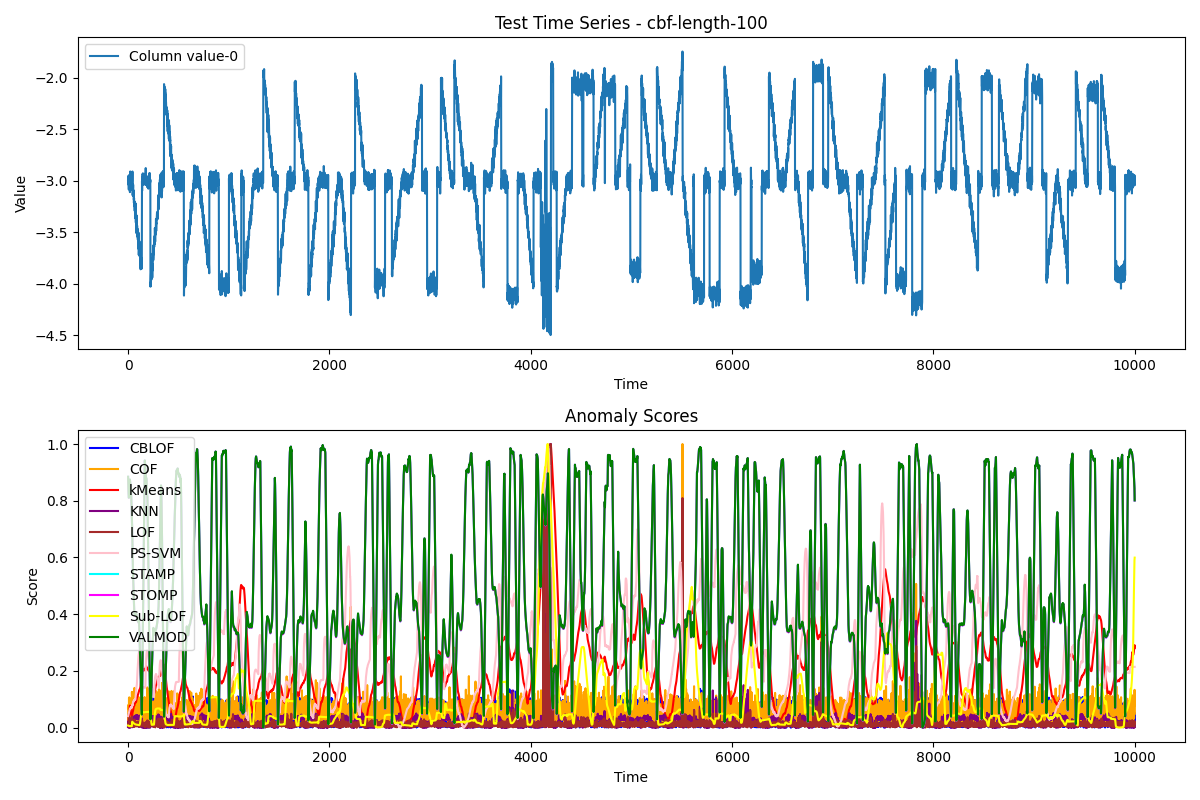 Test Time Series - cbf-length-100
Column value-0
−2.0
−2.5
−3.0
−3.5
−4.0
−4.5
Value
0 2000 4000 6000 8000 10000
Time
Anomaly Scores
CBLOF
COF
kMeans
KNN
LOF
PS-SVM
STAMP
STOMP
Sub-LOF
VALMOD
1.0
0.8
0.6
0.4
0.2
0.0
Score
0 2000 4000 6000 8000 10000
Time